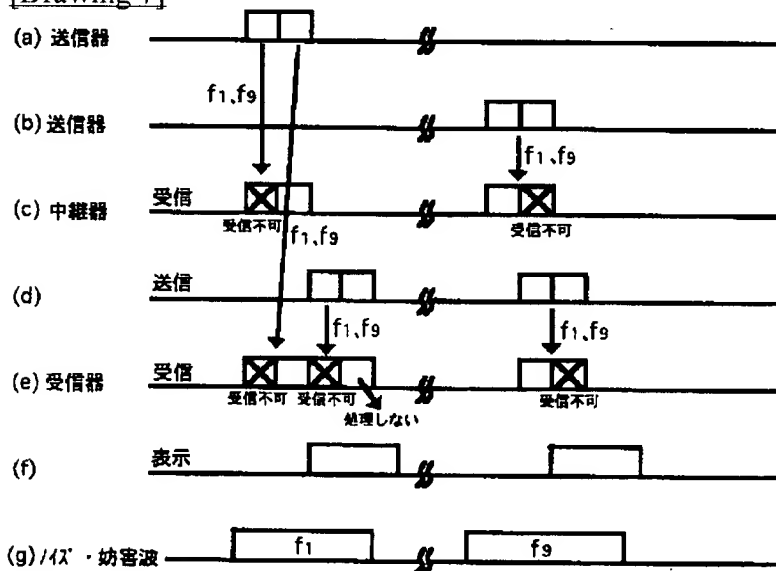 [Drawing 7]
(a) 送信器
f1、f9
(b) 送信器
f1、f9
(c) 中継器 受信
受信不可 f1、f9 受信不可
(d) 送信
f1、f9 f1、f9
(e) 受信器 受信
受信不可 受信不可 受信不可
処理しない
(f) 表示
(g)ノイズ・妨害波 f1 f9